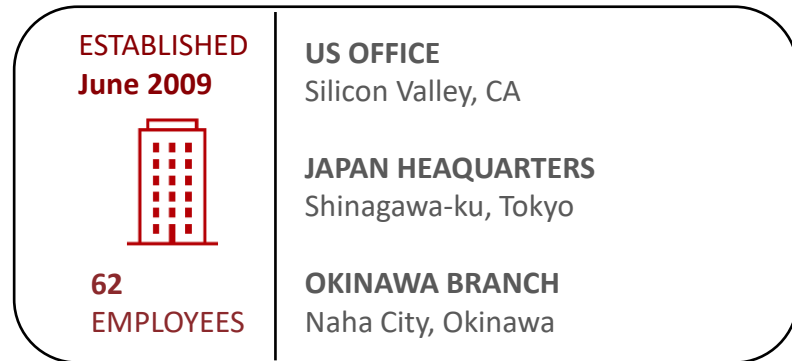 ESTABLISHED
June 2009
62
EMPLOYEES
US OFFICE
Silicon Valley, CA
JAPAN HEAQUARTERS
Shinagawa-ku, Tokyo
OKINAWA BRANCH
Naha City, Okinawa